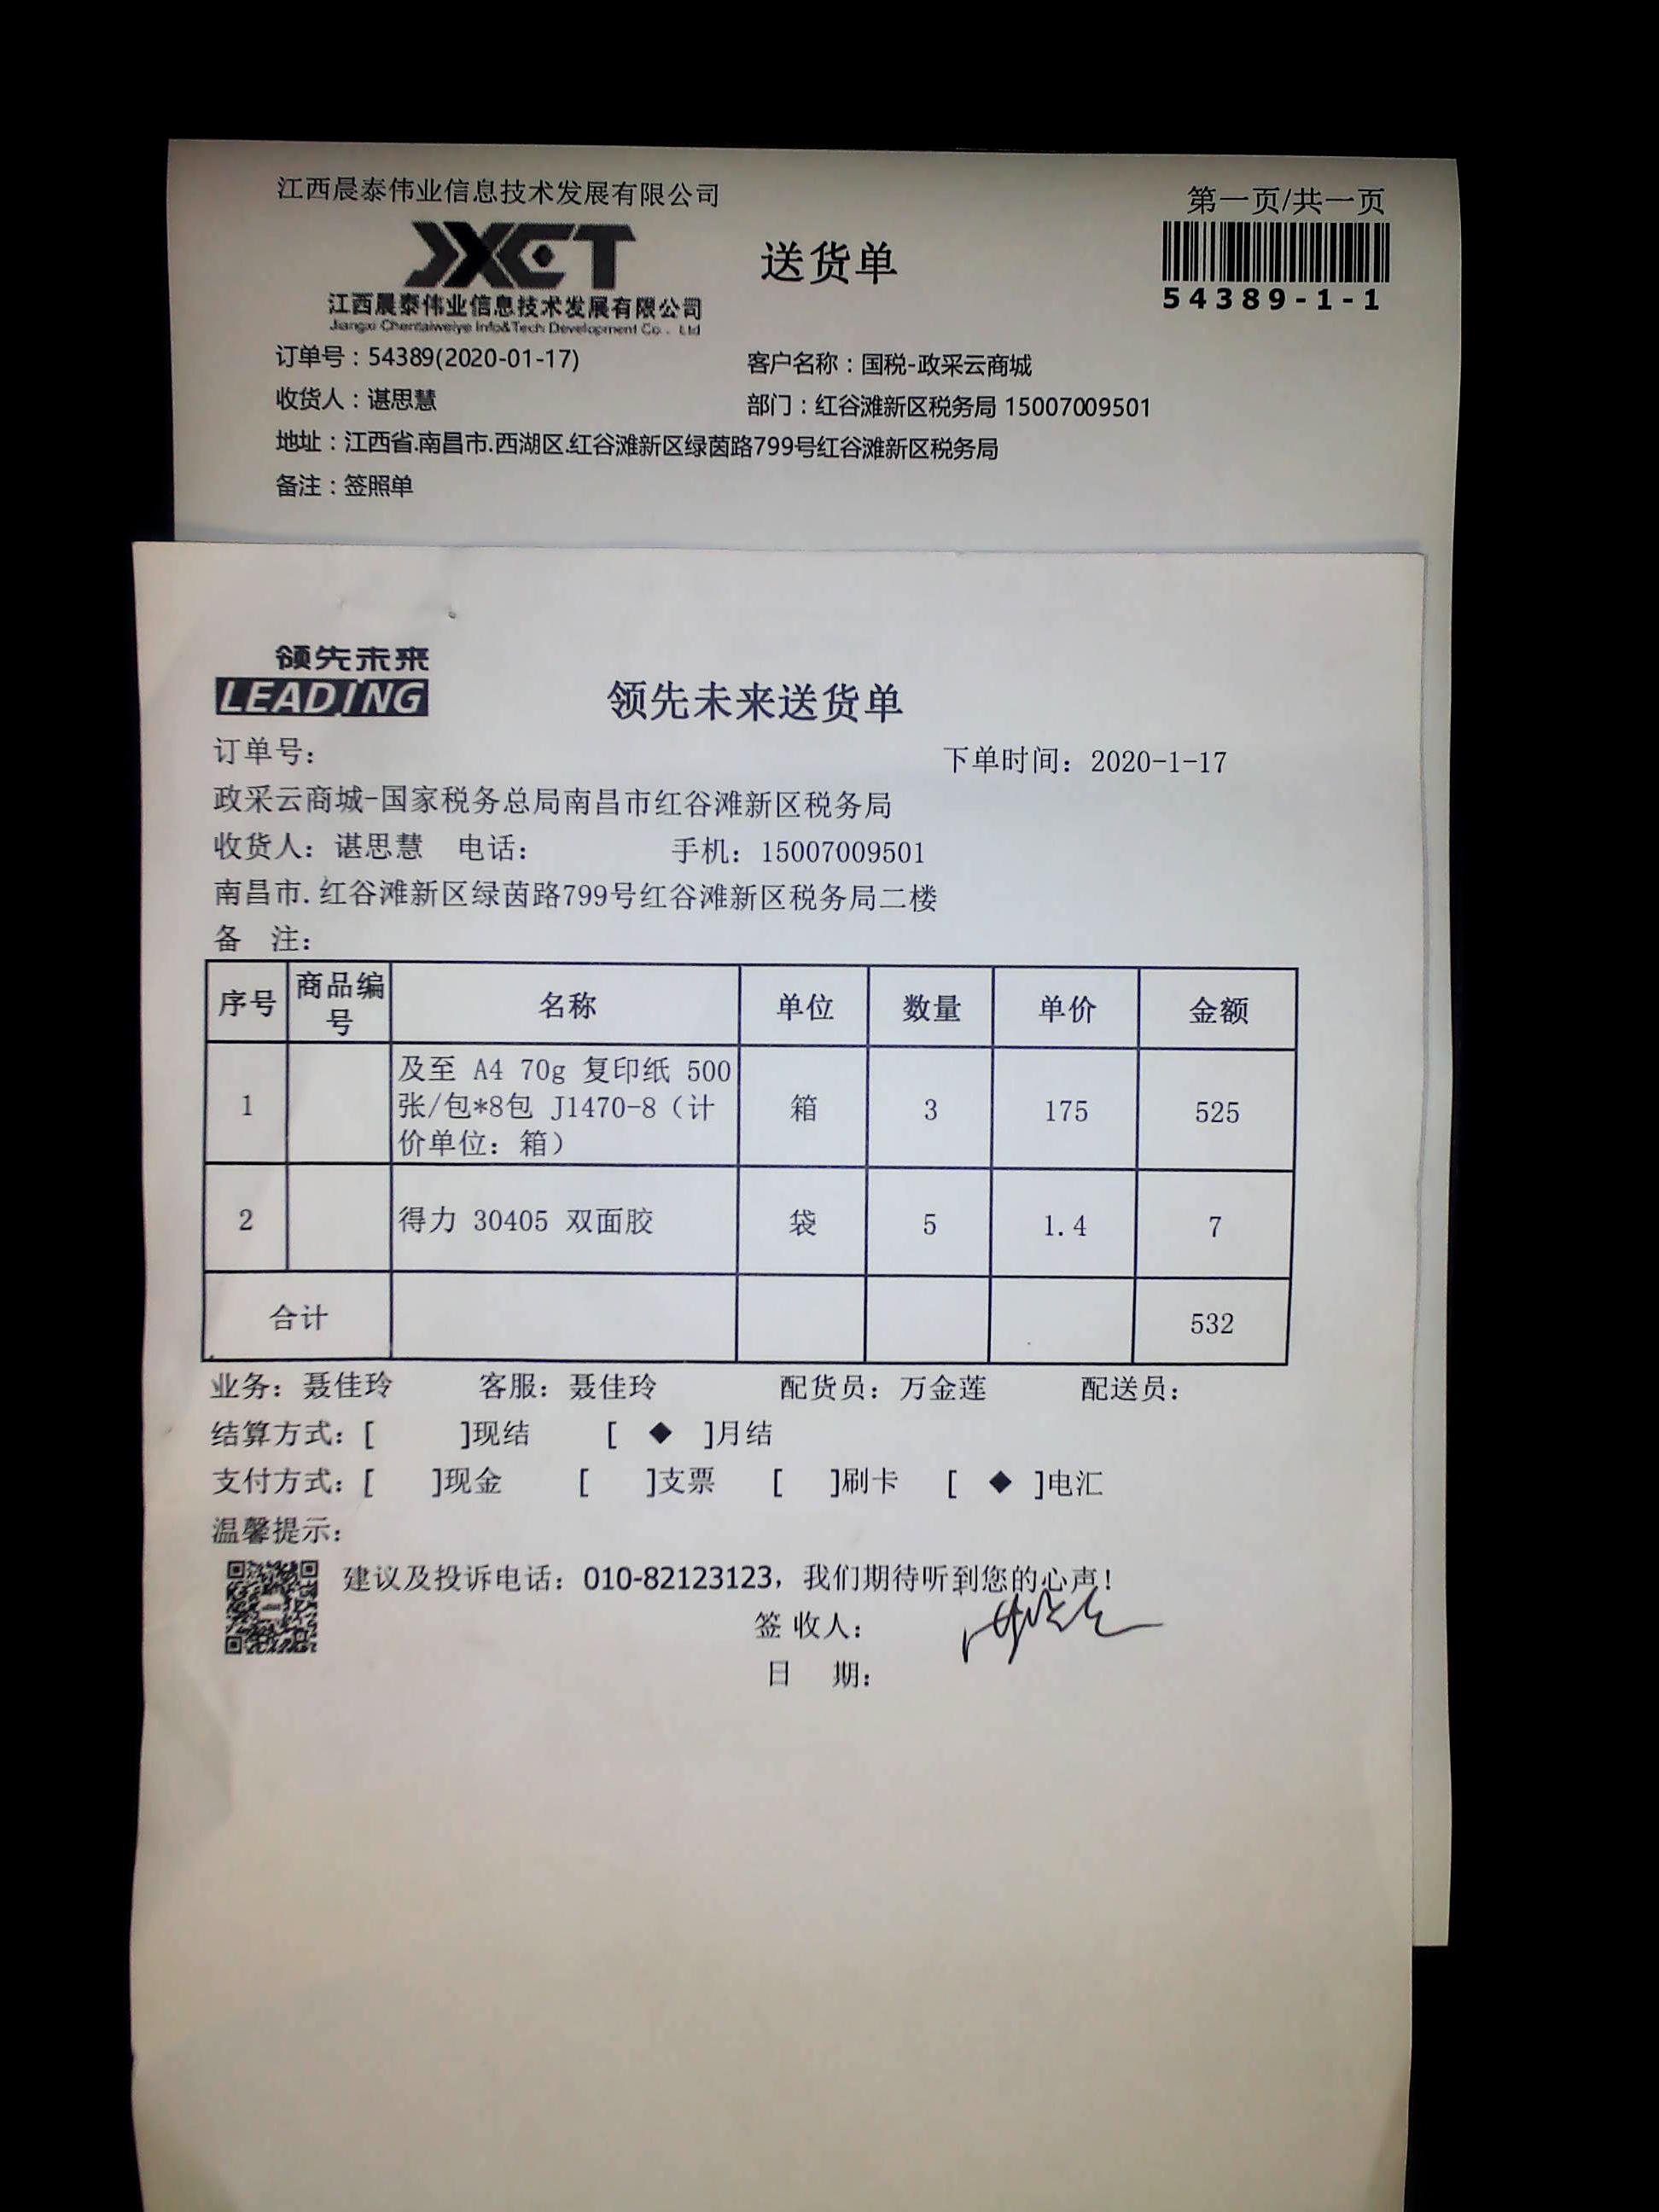 江西晨泰伟业信息技术发展有限公司
第一页/共一页
JXCT
送货单
江西晨泰伟业信息技术发展有限公司
Jiangxi Chentaiweiye Info&Tech Development Co., Ltd
54389-1-1
订单号：54389(2020-01-17)
客户名称：国税-政采云商城
收货人：谌思慧
部门：红谷滩新区税务局 15007009501
地址：江西省.南昌市.西湖区.红谷滩新区绿茵路799号红谷滩新区税务局
备注：签照单
领先未来
LEADING
领先未来送货单
订单号：
下单时间：2020-1-17
政采云商城-国家税务总局南昌市红谷滩新区税务局
收货人：谌思慧 电话： 手机：15007009501
南昌市.红谷滩新区绿茵路799号红谷滩新区税务局二楼
备 注：
序号 商品编号 名称 单位 数量 单价 金额
1 及至 A4 70g 复印纸 500 箱 3 175 525
张/包*8包 J1470-8（计
价单位：箱）
2 得力 30405 双面胶 袋 5 1.4 7
合计 532
业务：聂佳玲 客服：聂佳玲 配货员：万金莲 配送员：
结算方式：[ ]现结 [ ◆ ]月结
支付方式：[ ]现金 [ ]支票 [ ]刷卡 [ ◆ ]电汇
温馨提示：
建议及投诉电话：010-82123123，我们期待听到您的心声！
签 收人：
日 期：